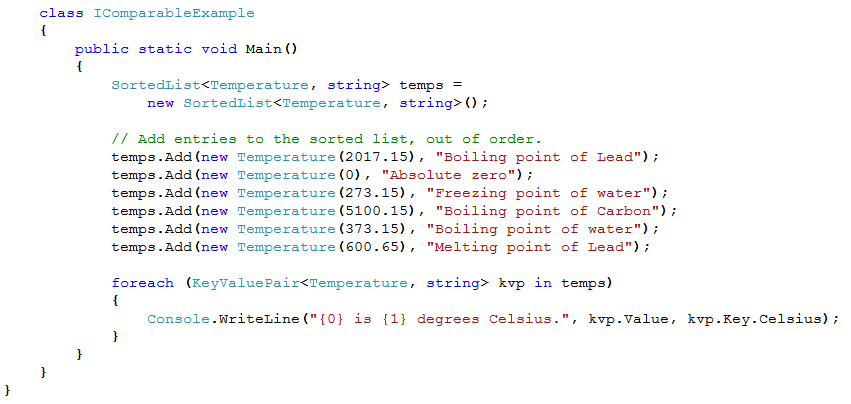 class IComparableExample
{
public static void Main()
{
SortedList<Temperature, string> temps =
new SortedList<Temperature, string>();
// Add entries to the sorted list, out of order.
temps.Add(new Temperature(2017.15), "Boiling point of Lead");
temps.Add(new Temperature(0), "Absolute zero");
temps.Add(new Temperature(273.15), "Freezing point of water");
temps.Add(new Temperature(5100.15), "Boiling point of Carbon");
temps.Add(new Temperature(373.15), "Boiling point of water");
temps.Add(new Temperature(600.65), "Melting point of Lead");
foreach (KeyValuePair<Temperature, string> kvp in temps)
{
Console.WriteLine("{0} is {1} degrees Celsius.", kvp.Value, kvp.Key.Celsius);
}
}
}
}